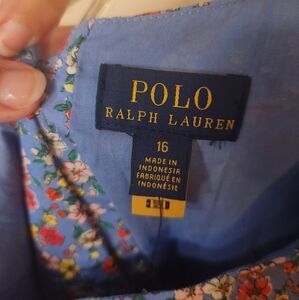 POLO
RALPH LAUREN
16
MADE IN
INDONESIA
FABRIQUÉ EN
INDONÉSIE